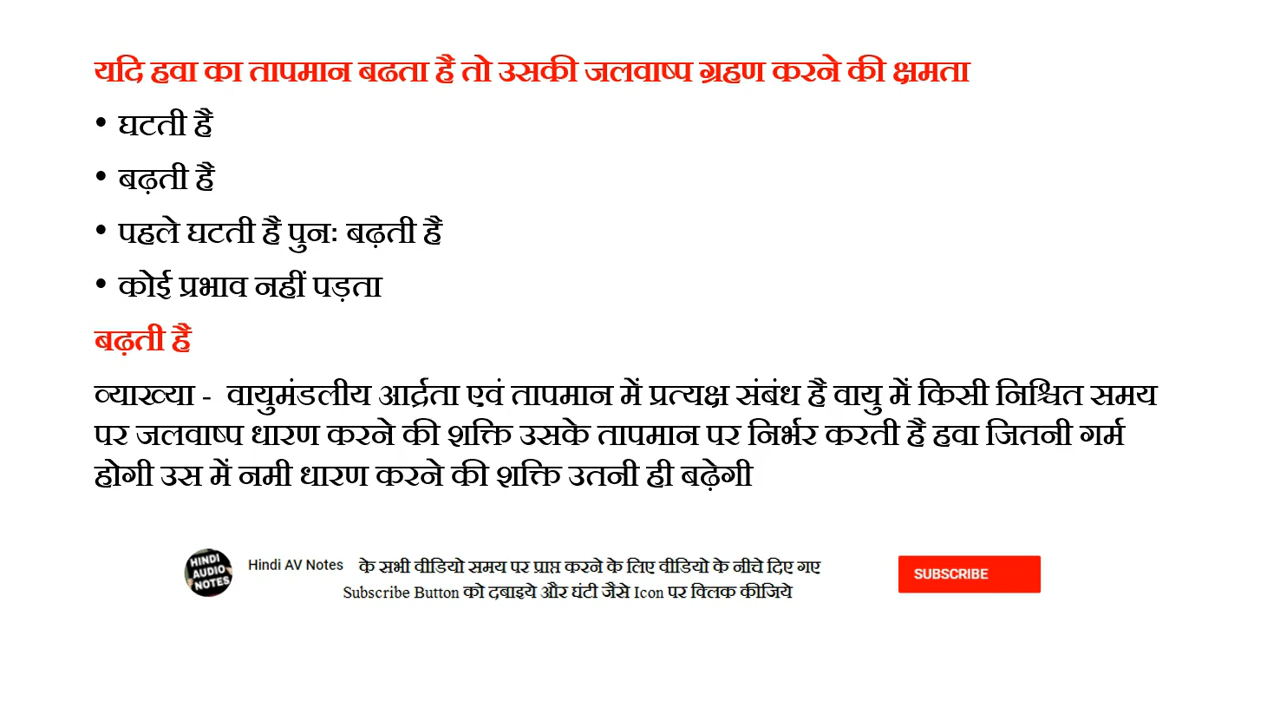 यदि हवा का तापमान बढता है तो उसकी जलवाष्प ग्रहण करने की क्षमता
• घटती है
• बढ़ती है
• पहले घटती है पुनः बढ़ती है
• कोई प्रभाव नहीं पड़ता
बढ़ती है
व्याख्या - वायुमंडलीय आर्द्रता एवं तापमान में प्रत्यक्ष संबंध है वायु में किसी निश्चित समय
पर जलवाष्प धारण करने की शक्ति उसके तापमान पर निर्भर करती है हवा जितनी गर्म
होगी उस में नमी धारण करने की शक्ति उतनी ही बढ़ेगी
HINDI AUDIO NOTES
Hindi AV Notes के सभी वीडियो समय पर प्राप्त करने के लिए वीडियो के नीचे दिए गए
Subscribe Button को दबाइये और घंटी जैसे Icon पर क्लिक कीजिये
SUBSCRIBE